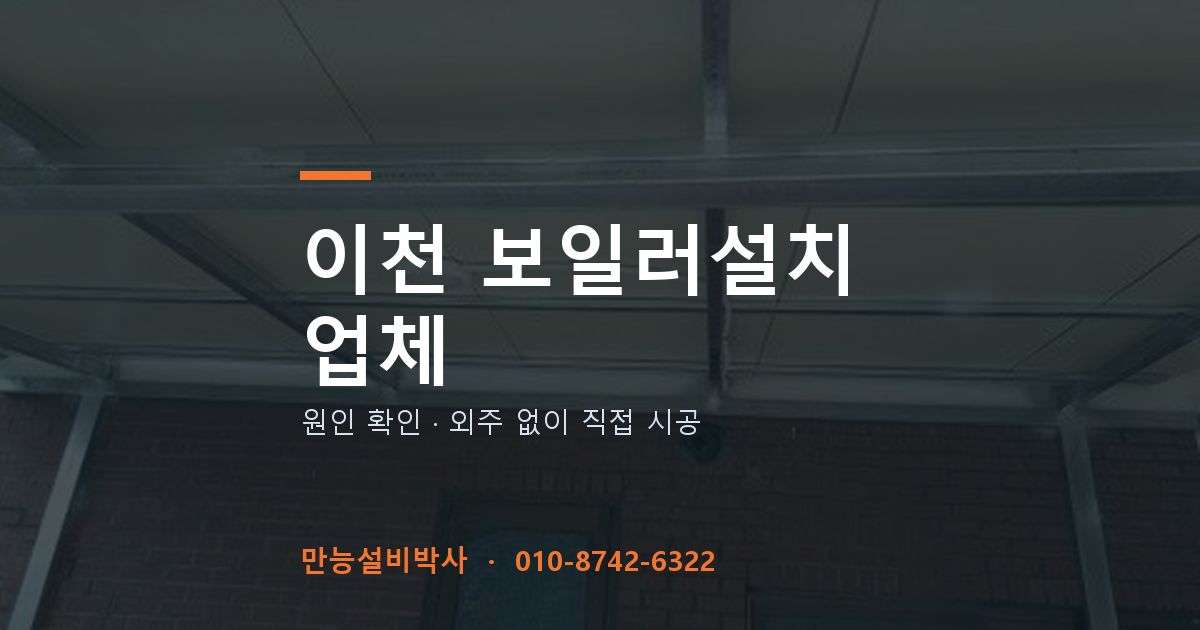 이천 보일러설치
업체
원인 확인 · 외주 없이 직접 시공
만능설비박사 · 010-8742-6322